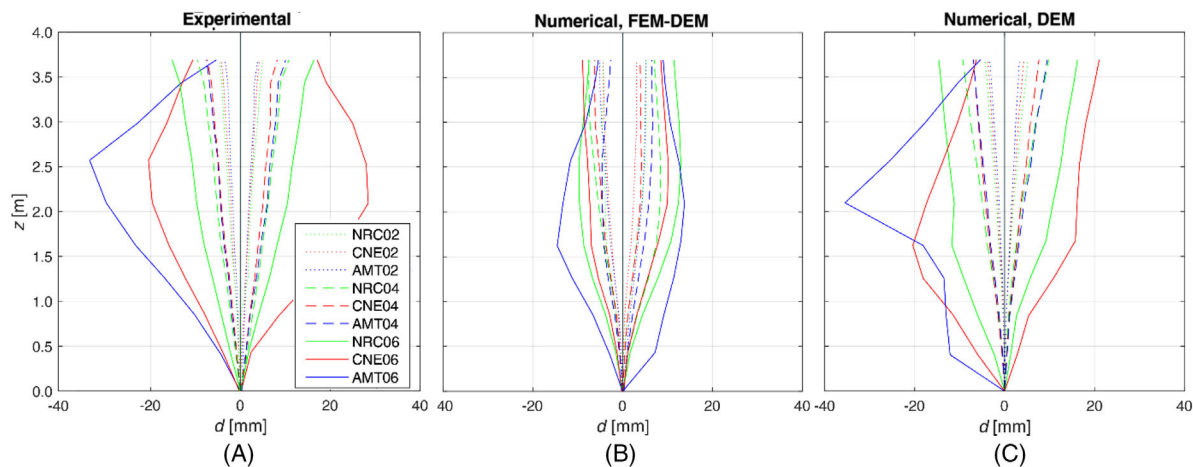 Experimental
Numerical, FEM-DEM
Numerical, DEM
4.0
3.5
3.0
2.5
2.0
1.5
1.0
0.5
0.0
z [m]
NRC02
CNE02
AMT02
NRC04
CNE04
AMT04
NRC06
CNE06
AMT06
-40 -20 0 20 40
-40 -20 0 20 40
-40 -20 0 20 40
d [mm]
d [mm]
d [mm]
(A)
(B)
(C)